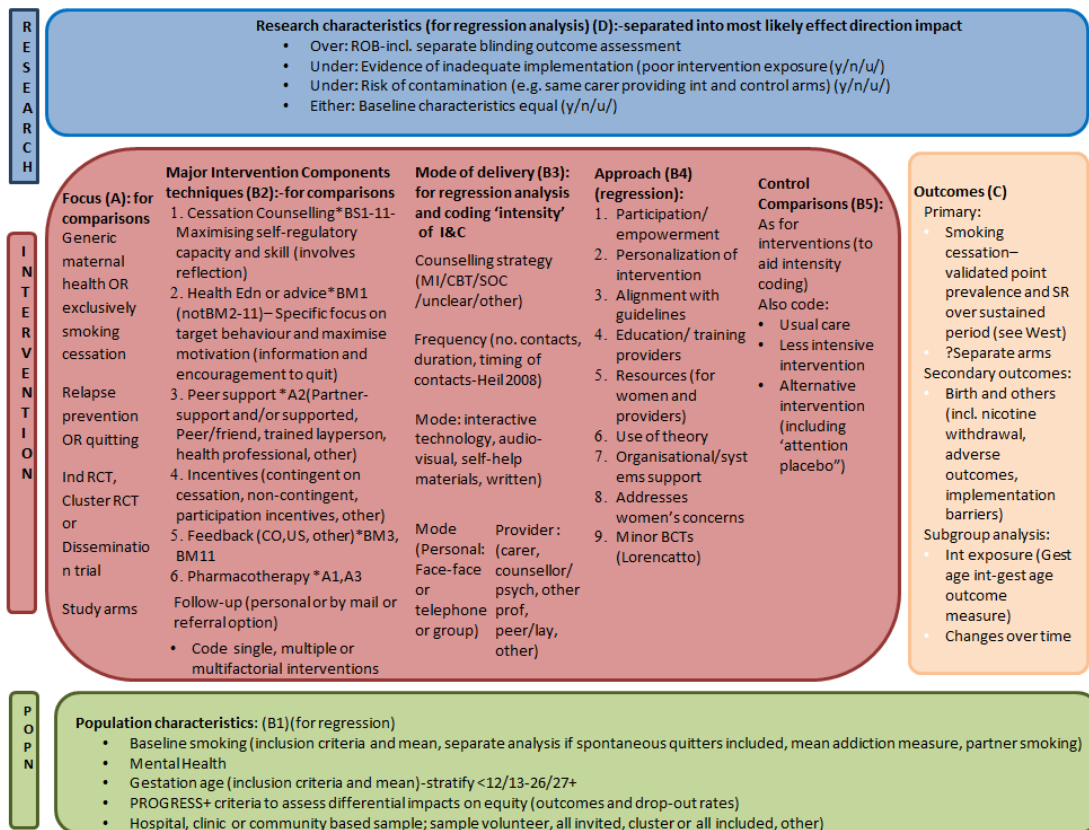 RESEARCH
Research characteristics (for regression analysis) (D):-separated into most likely effect direction impact
• Over: ROB-incl. separate blinding outcome assessment
• Under: Evidence of inadequate implementation (poor intervention exposure (y/n/u/)
• Under: Risk of contamination (e.g. same carer providing int and control arms) (y/n/u/)
• Either: Baseline characteristics equal (y/n/u/)
INTERVENTION
Focus (A): for
comparisons
Generic
maternal
health OR
exclusively
smoking
cessation
Relapse
prevention
OR quitting
Ind RCT,
Cluster RCT
or
Disseminatio
n trial
Study arms
Major Intervention Components
techniques (B2):-for comparisons
1. Cessation Counselling*BS1-11-
Maximising self-regulatory
capacity and skill (involves
reflection)
2. Health Edn or advice*BM1
(notBM2-11)– Specific focus on
target behaviour and maximise
motivation (information and
encouragement to quit)
3. Peer support *A2(Partner-
support and/or supported,
Peer/friend, trained layperson,
health professional, other)
4. Incentives (contingent on
cessation, non-contingent,
participation incentives, other)
5. Feedback (CO,US, other)*BM3,
BM11
6. Pharmacotherapy *A1,A3
Follow-up (personal or by mail or
referral option)
• Code single, multiple or
multifactorial interventions
Mode of delivery (B3):
for regression analysis
and coding ‘intensity’
of I&C
Counselling strategy
(MI/CBT/SOC
/unclear/other)
Frequency (no. contacts,
duration, timing of
contacts-Heil 2008)
Mode: interactive
technology, audio-
visual, self-help
materials, written)
Mode
(Personal:
Face-face
or
telephone
or group)
Provider :
(carer,
counsellor/
psych, other
prof,
peer/lay,
other)
Approach (B4)
(regression):
1. Participation/
empowerment
2. Personalization of
intervention
3. Alignment with
guidelines
4. Education/ training
providers
5. Resources (for
women and
providers)
6. Use of theory
7. Organisational/syst
ems support
8. Addresses
women’s concerns
9. Minor BCTs
(Lorencatto)
Control
Comparisons (B5):
As for
interventions (to
aid intensity
coding)
Also code:
• Usual care
• Less intensive
intervention
• Alternative
intervention
(including
‘attention
placebo”)
Outcomes (C)
Primary:
• Smoking
cessation–
validated point
prevalence and SR
over sustained
period (see West)
• ?Separate arms
Secondary outcomes:
• Birth and others
(incl. nicotine
withdrawal,
adverse
outcomes,
implementation
barriers)
Subgroup analysis:
• Int exposure (Gest
age int-gest age
outcome
measure)
• Changes over time
POPN
Population characteristics: (B1)(for regression)
• Baseline smoking (inclusion criteria and mean, separate analysis if spontaneous quitters included, mean addiction measure, partner smoking)
• Mental Health
• Gestation age (inclusion criteria and mean)-stratify <12/13-26/27+
• PROGRESS+ criteria to assess differential impacts on equity (outcomes and drop-out rates)
• Hospital, clinic or community based sample; sample volunteer, all invited, cluster or all included, other)